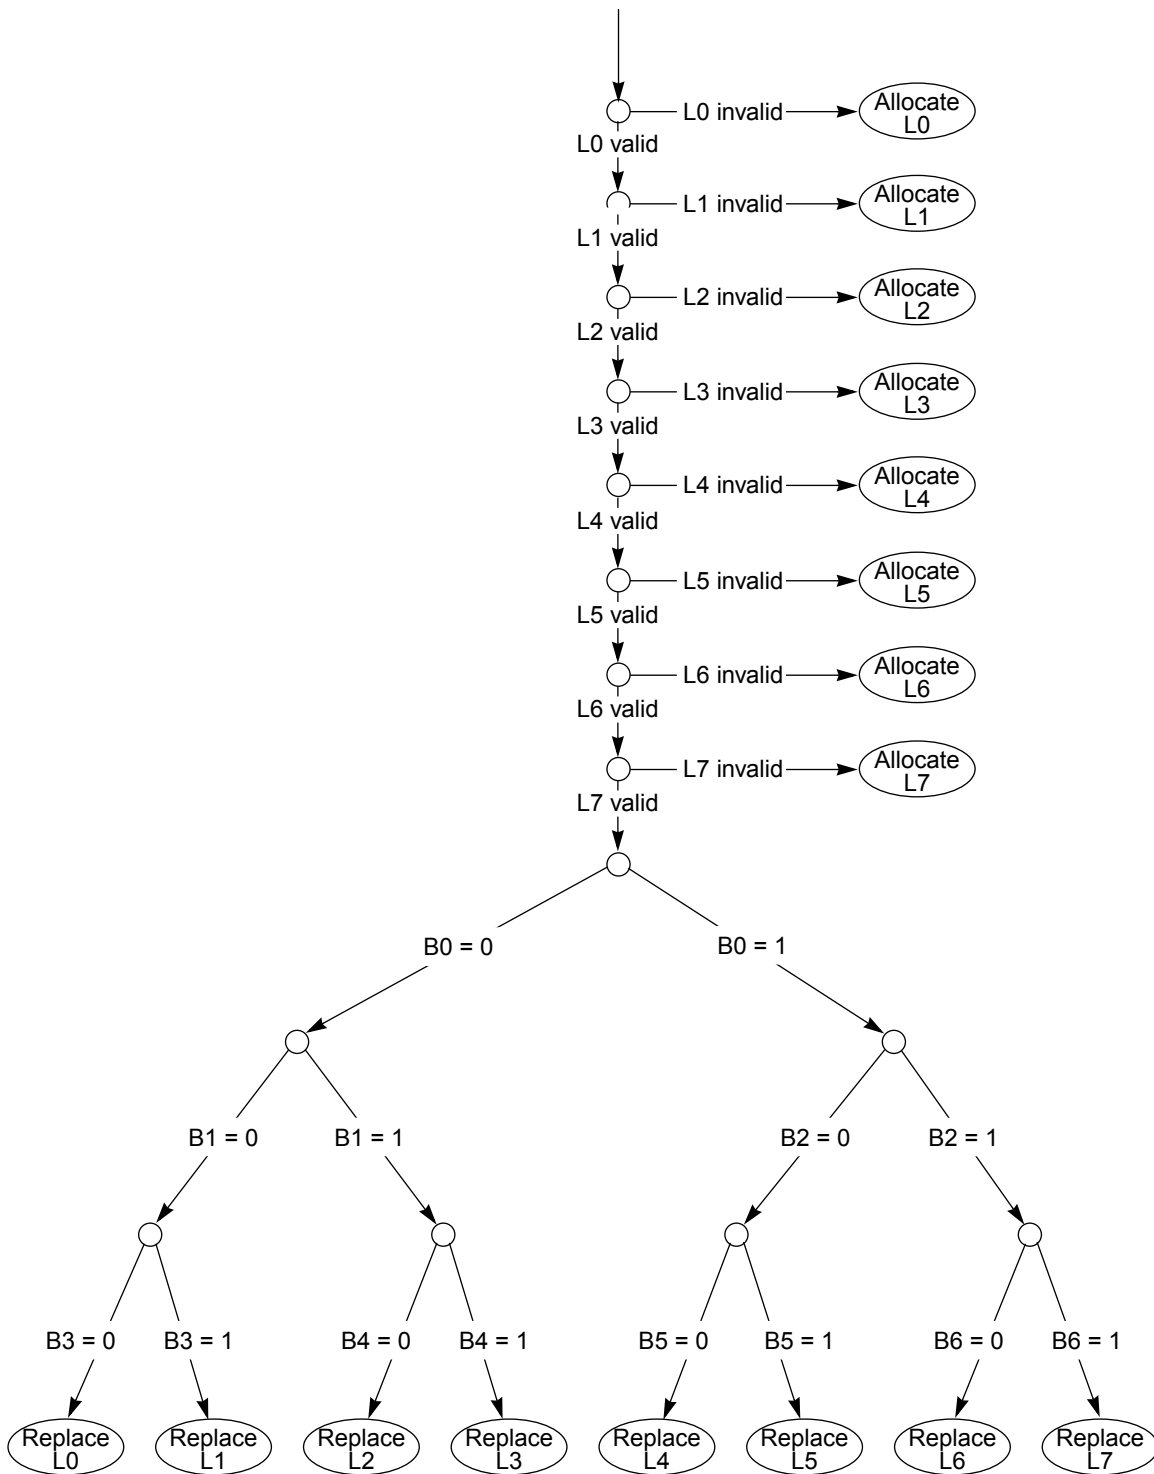 L0 invalid
Allocate
L0
L0 valid
L1 invalid
Allocate
L1
L1 valid
L2 invalid
Allocate
L2
L2 valid
L3 invalid
Allocate
L3
L3 valid
L4 invalid
Allocate
L4
L4 valid
L5 invalid
Allocate
L5
L5 valid
L6 invalid
Allocate
L6
L6 valid
L7 invalid
Allocate
L7
L7 valid
B0 = 0
B0 = 1
B1 = 0
B1 = 1
B2 = 0
B2 = 1
B3 = 0
B3 = 1
B4 = 0
B4 = 1
B5 = 0
B5 = 1
B6 = 0
B6 = 1
Replace
L0
Replace
L1
Replace
L2
Replace
L3
Replace
L4
Replace
L5
Replace
L6
Replace
L7